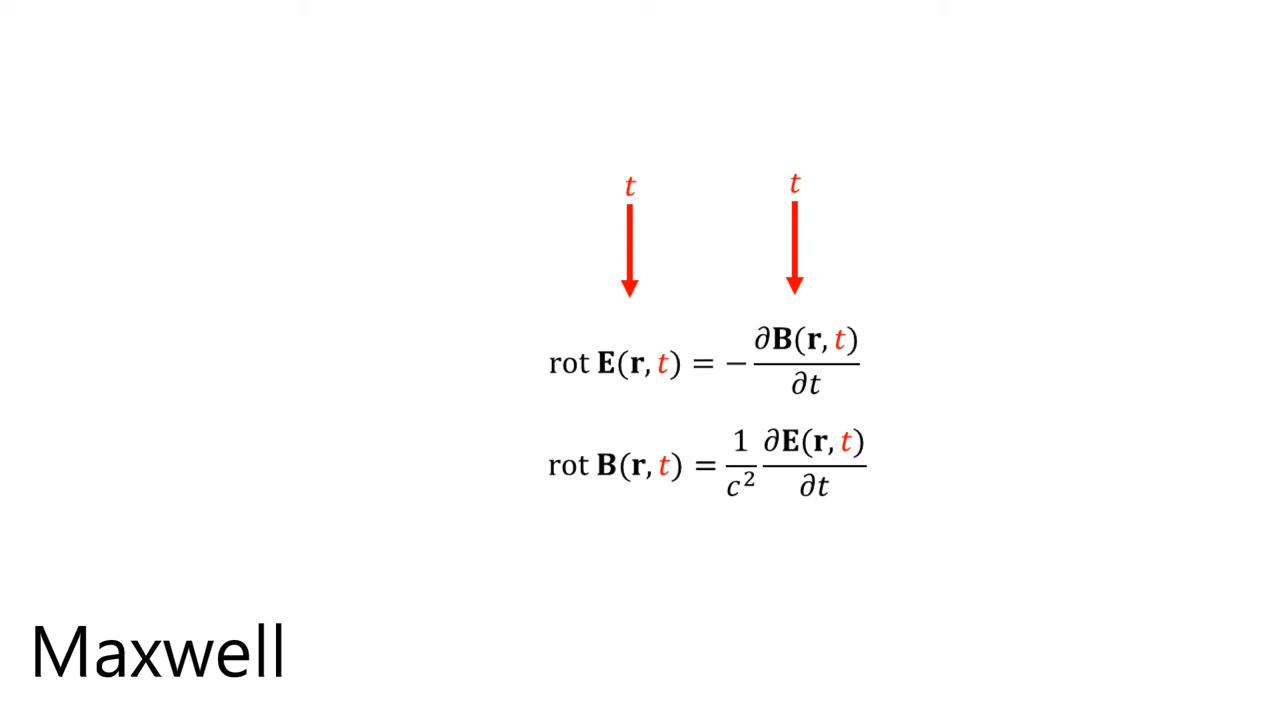 t t
rot E(r, t) = − ∂B(r, t) / ∂t
rot B(r, t) = 1 / c² ∂E(r, t) / ∂t
Maxwell